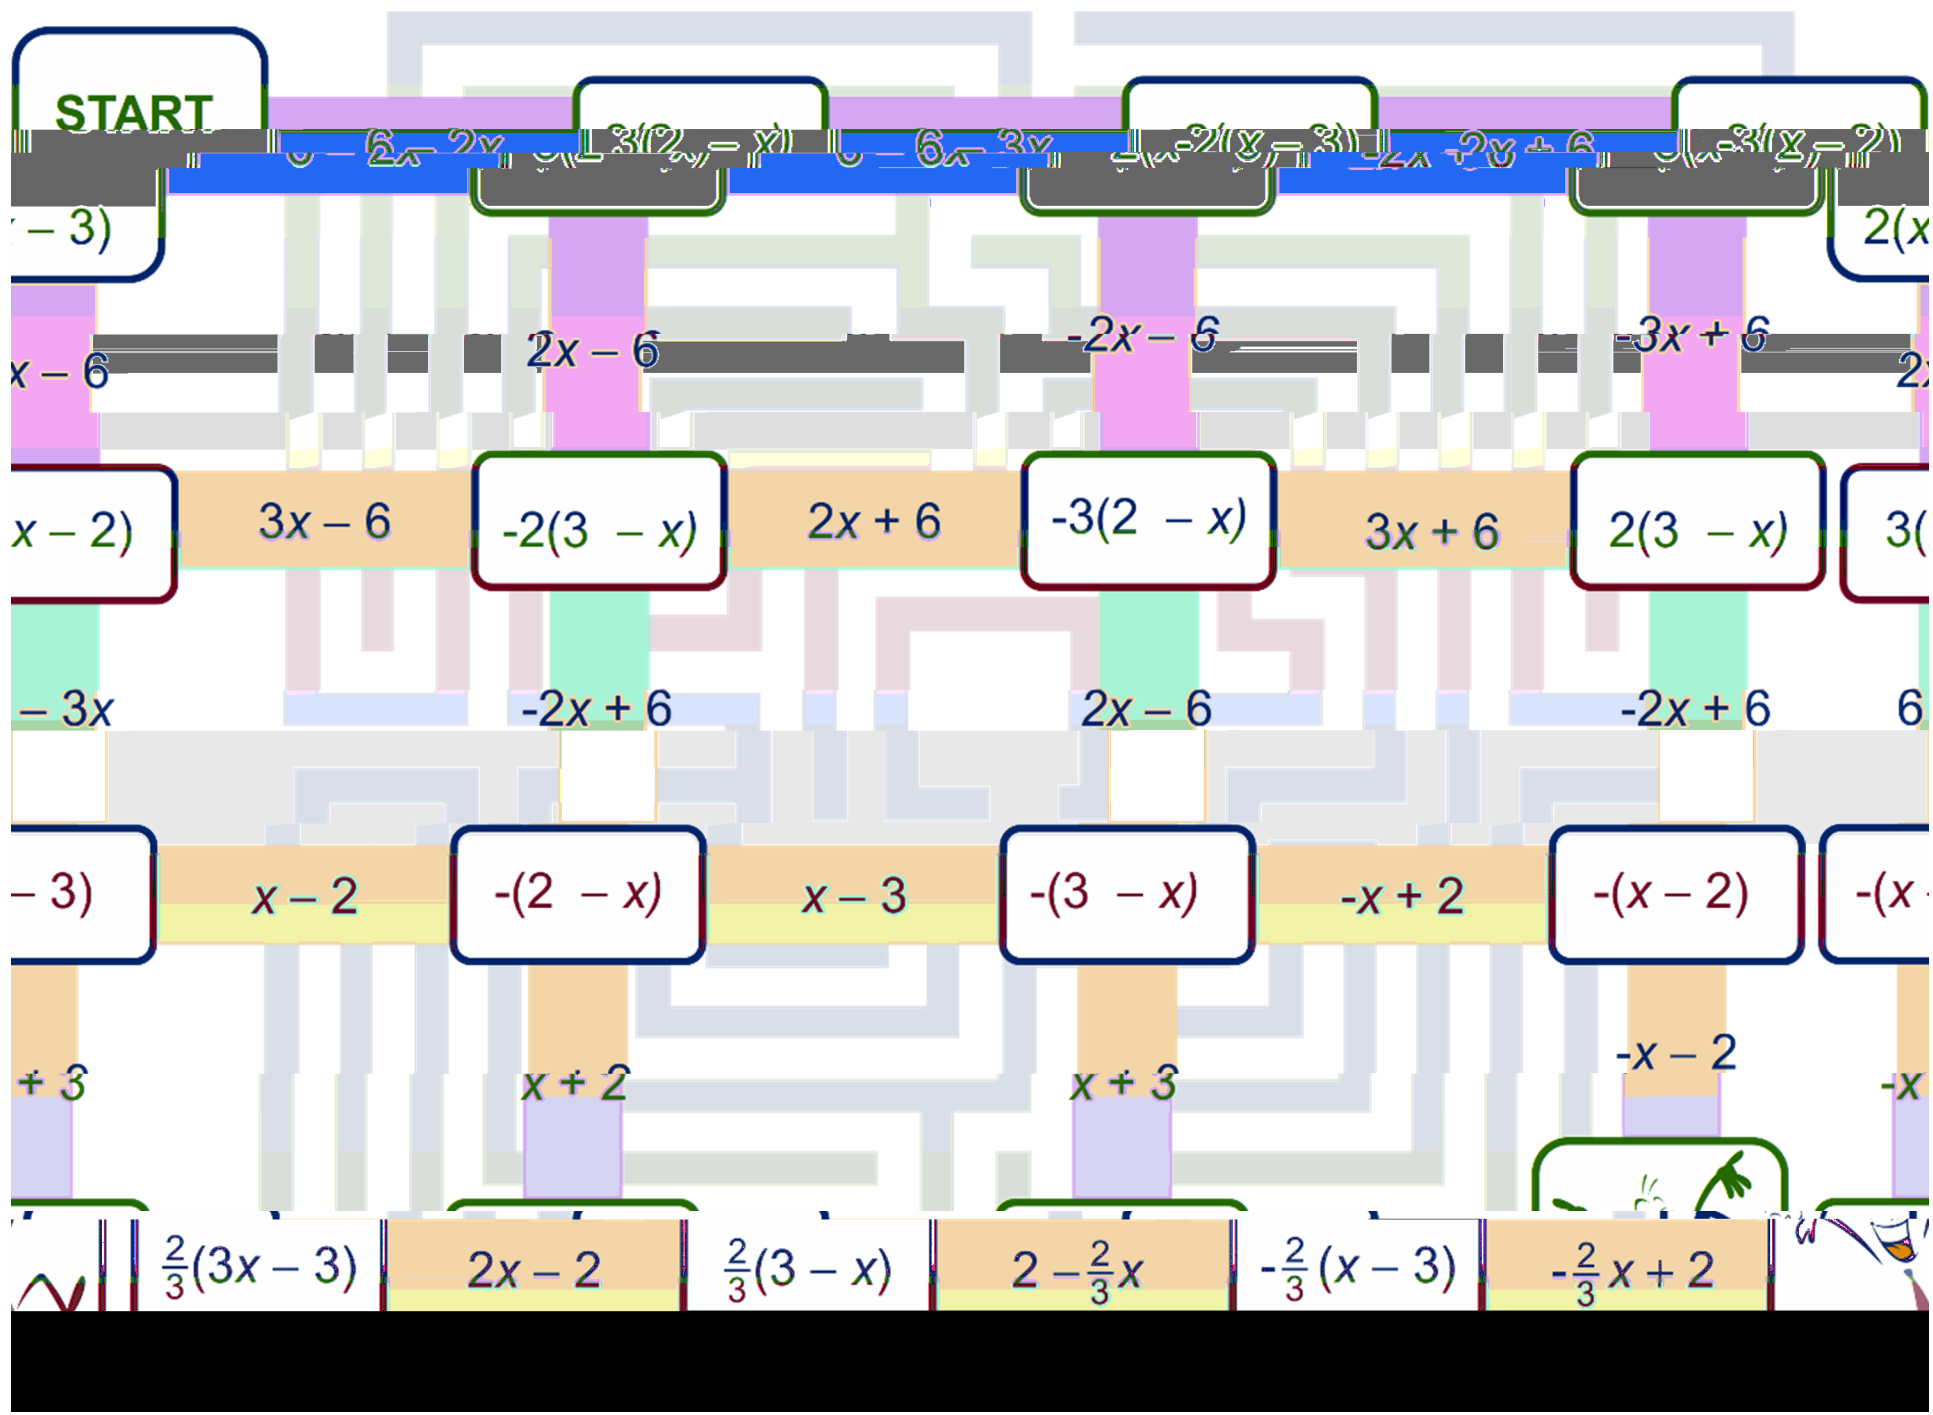 START
– 3)
2(x
x – 6
2x – 6
-2x – 6
-3x + 6
2x
x – 2)
3x – 6
-2(3 – x)
2x + 6
-3(2 – x)
3x + 6
2(3 – x)
3(
– 3x
-2x + 6
2x – 6
-2x + 6
6
– 3)
x – 2
-(2 – x)
x – 3
-(3 – x)
-x + 2
-(x – 2)
-(x
-x – 2
+ 3
x + 2
x + 3
-x
2/3(3x – 3)
2x – 2
2/3(3 – x)
2 – 2/3x
-2/3(x – 3)
-2/3x + 2